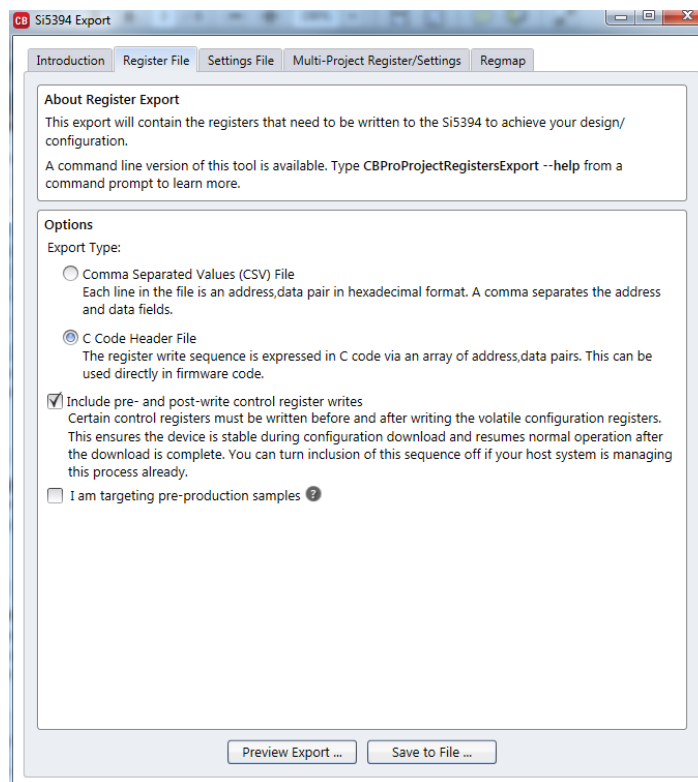 CB Si5394 Export
Introduction Register File Settings File Multi-Project Register/Settings Regmap
About Register Export
This export will contain the registers that need to be written to the Si5394 to achieve your design/
configuration.
A command line version of this tool is available. Type CBProProjectRegistersExport --help from a
command prompt to learn more.
Options
Export Type:
Comma Separated Values (CSV) File
Each line in the file is an address,data pair in hexadecimal format. A comma separates the address
and data fields.
C Code Header File
The register write sequence is expressed in C code via an array of address,data pairs. This can be
used directly in firmware code.
Include pre- and post-write control register writes
Certain control registers must be written before and after writing the volatile configuration registers.
This ensures the device is stable during configuration download and resumes normal operation after
the download is complete. You can turn inclusion of this sequence off if your host system is managing
this process already.
I am targeting pre-production samples ?
Preview Export ... Save to File ...